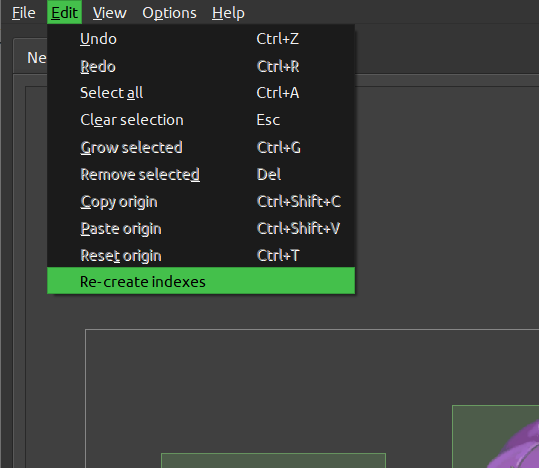 File Edit View Options Help
Ne
Undo Ctrl+Z
Redo Ctrl+R
Select all Ctrl+A
Clear selection Esc
Grow selected Ctrl+G
Remove selected Del
Copy origin Ctrl+Shift+C
Paste origin Ctrl+Shift+V
Reset origin Ctrl+T
Re-create indexes